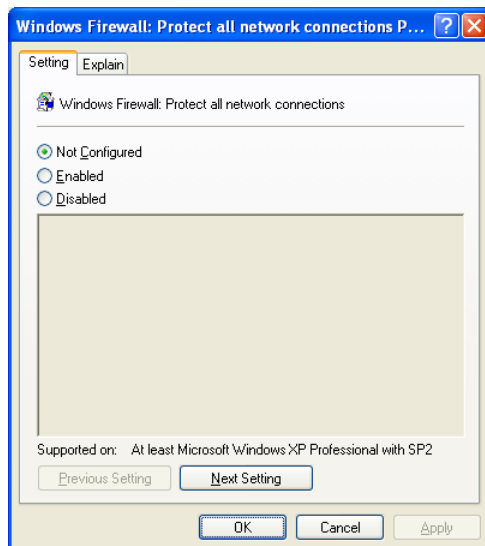 Windows Firewall: Protect all network connections P...
Setting Explain
Windows Firewall: Protect all network connections
Not Configured
Enabled
Disabled
Supported on: At least Microsoft Windows XP Professional with SP2
Previous Setting Next Setting
OK Cancel Apply